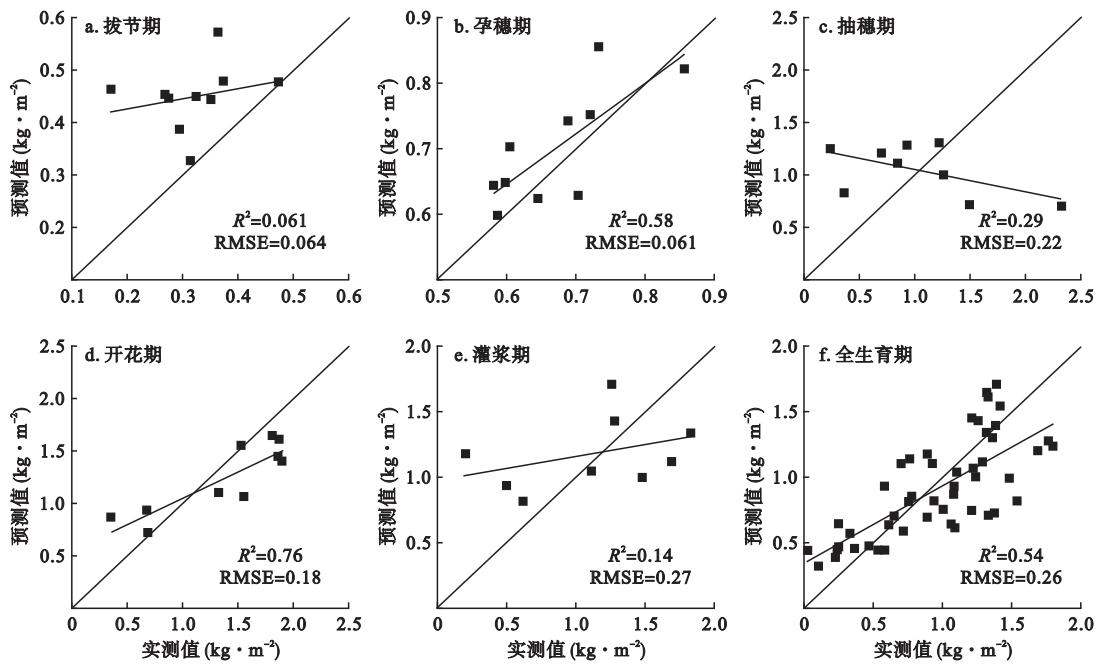 a. 拔节期
预测值 (kg·m⁻²)
0.6
0.5
0.4
0.3
0.2
R²=0.061
RMSE=0.064
0.1 0.2 0.3 0.4 0.5 0.6
b. 孕穗期
预测值 (kg·m⁻²)
0.9
0.8
0.7
0.6
R²=0.58
RMSE=0.061
0.5 0.6 0.7 0.8 0.9
c. 抽穗期
预测值 (kg·m⁻²)
2.5
2.0
1.5
1.0
0.5
R²=0.29
RMSE=0.22
0 0.5 1.0 1.5 2.0 2.5
d. 开花期
预测值 (kg·m⁻²)
2.5
2.0
1.5
1.0
0.5
R²=0.76
RMSE=0.18
0 0.5 1.0 1.5 2.0 2.5
实测值 (kg·m⁻²)
e. 灌浆期
预测值 (kg·m⁻²)
2.0
1.5
1.0
0.5
R²=0.14
RMSE=0.27
0 0.5 1.0 1.5 2.0
实测值 (kg·m⁻²)
f. 全生育期
预测值 (kg·m⁻²)
2.0
1.5
1.0
0.5
R²=0.54
RMSE=0.26
0 0.5 1.0 1.5 2.0
实测值 (kg·m⁻²)